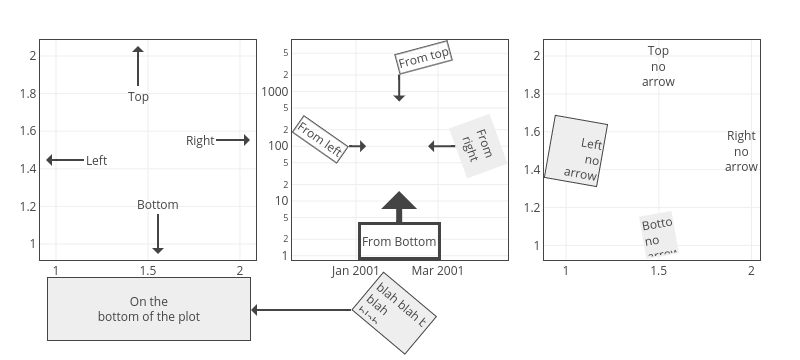 2
1.8
1.6
1.4
1.2
1
1
1.5
2
Top
Right
Left
Bottom
5
2
1000
5
2
100
5
2
10
5
2
1
Jan 2001
Mar 2001
From top
From left
From
right
From Bottom
2
1.8
1.6
1.4
1.2
1
1
1.5
2
Top
no
arrow
Left
no
arrow
Right
no
arrow
Botto
no
On the
bottom of the plot
blah blah
blah